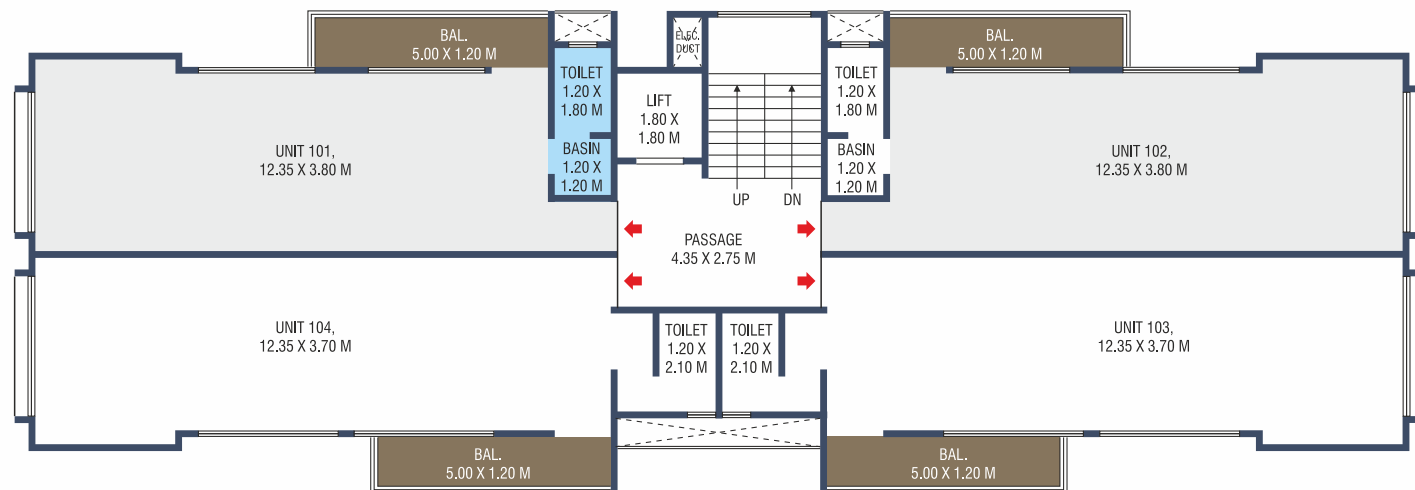 BAL.
5.00 X 1.20 M
ELEC.
DUCT
BAL.
5.00 X 1.20 M
TOILET
1.20 X
1.80 M
LIFT
1.80 X
1.80 M
TOILET
1.20 X
1.80 M
UNIT 101,
12.35 X 3.80 M
BASIN
1.20 X
1.20 M
BASIN
1.20 X
1.20 M
UNIT 102,
12.35 X 3.80 M
UP
DN
PASSAGE
4.35 X 2.75 M
UNIT 104,
12.35 X 3.70 M
TOILET
1.20 X
2.10 M
TOILET
1.20 X
2.10 M
UNIT 103,
12.35 X 3.70 M
BAL.
5.00 X 1.20 M
BAL.
5.00 X 1.20 M